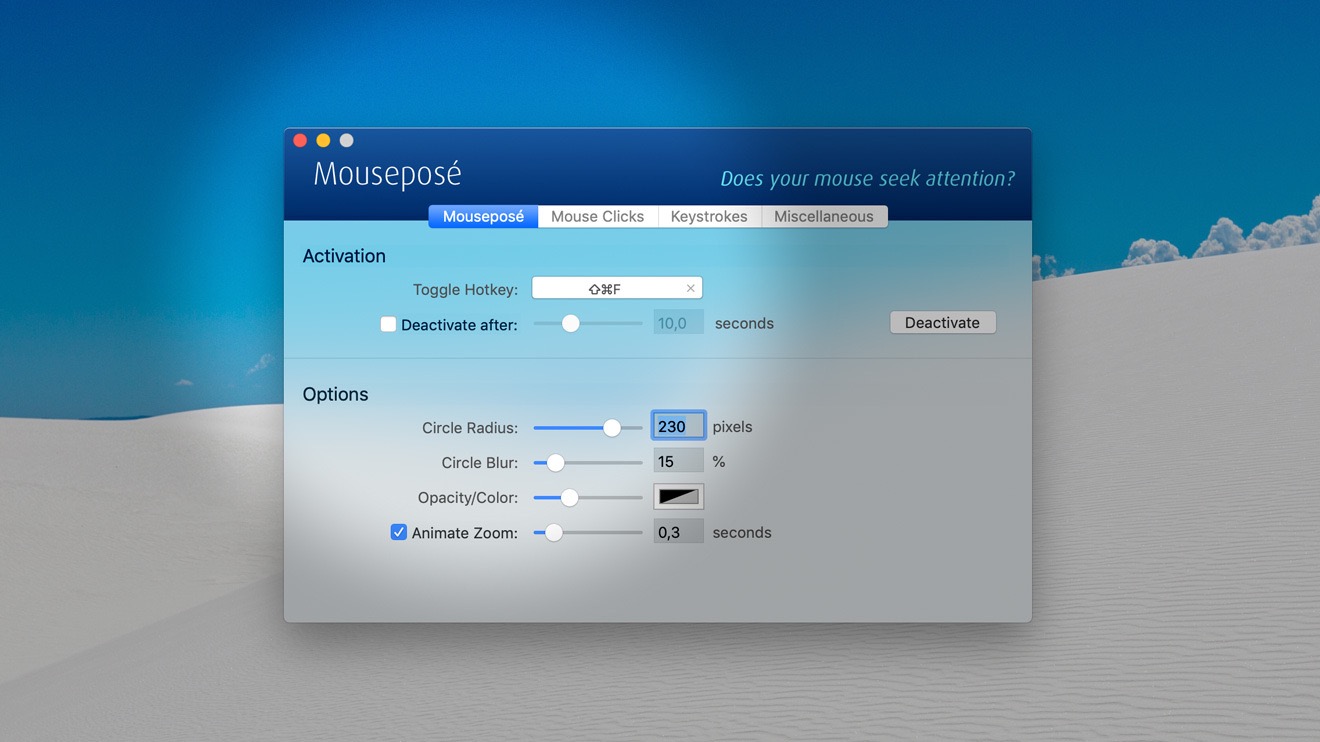 Mouseposé
Does your mouse seek attention?
Mouseposé Mouse Clicks Keystrokes Miscellaneous
Activation
Toggle Hotkey: ⇧⌘F
Deactivate after: 10,0 seconds Deactivate
Options
Circle Radius: 230 pixels
Circle Blur: 15 %
Opacity/Color:
Animate Zoom: 0,3 seconds